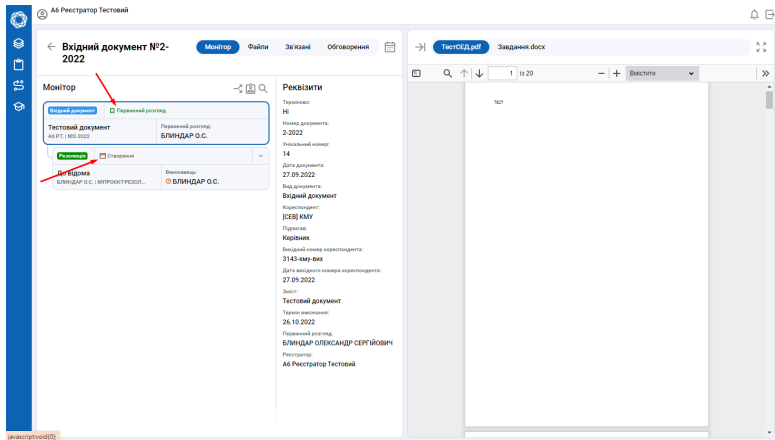 А6 Реєстратор Тестовий
Вхідний документ №2-2022
Монітор
Файли
Зв'язані
Обговорення
ТестСЕД.pdf
Завдання.docx
1 із 20
Вмістити
Монітор
Вхідний документ
Первинний розгляд
Тестовий документ
А6 Р.Т. | №2-2022
Первинний розгляд:
БЛИНДАР О.С.
Резолюція
Створення
До відома
БЛИНДАР О.С. | №ПРОЄКТ-РЕЗОЛ...
Виконавець:
БЛИНДАР О.С.
Реквізити
Терміново:
Ні
Номер документа:
2-2022
Унікальний номер:
14
Дата документа:
27.09.2022
Вид документа:
Вхідний документ
Кореспондент:
[СЕВ] КМУ
Підписав:
Керівник
Вихідний номер кореспондента:
3143-кму-вих
Дата вихідного номера кореспондента:
27.09.2022
Зміст:
Тестовий документ
Термін виконання:
26.10.2022
Первинний розгляд:
БЛИНДАР ОЛЕКСАНДР СЕРГІЙОВИЧ
Реєстратор:
А6 Реєстратор Тестовий
ТЕСТ
javascript:void(0);